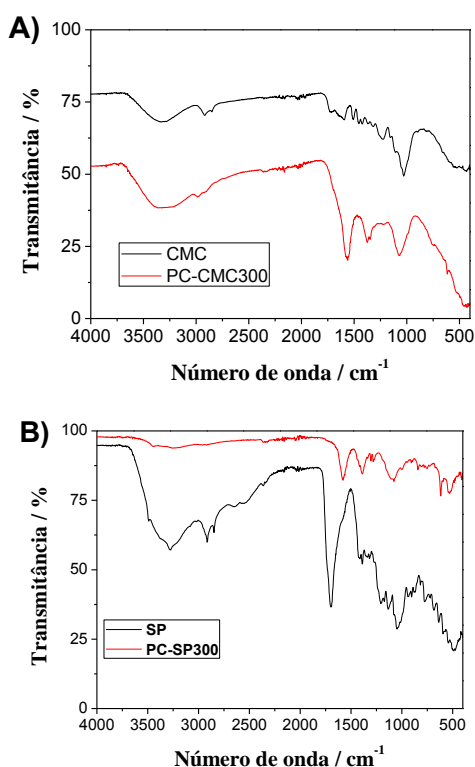 A)
100
75
50
25
0
Transmitância / %
CMC
PC-CMC300
4000 3500 3000 2500 2000 1500 1000 500
Número de onda / cm-1
B)
100
75
50
25
0
Transmitância / %
SP
PC-SP300
4000 3500 3000 2500 2000 1500 1000 500
Número de onda / cm-1